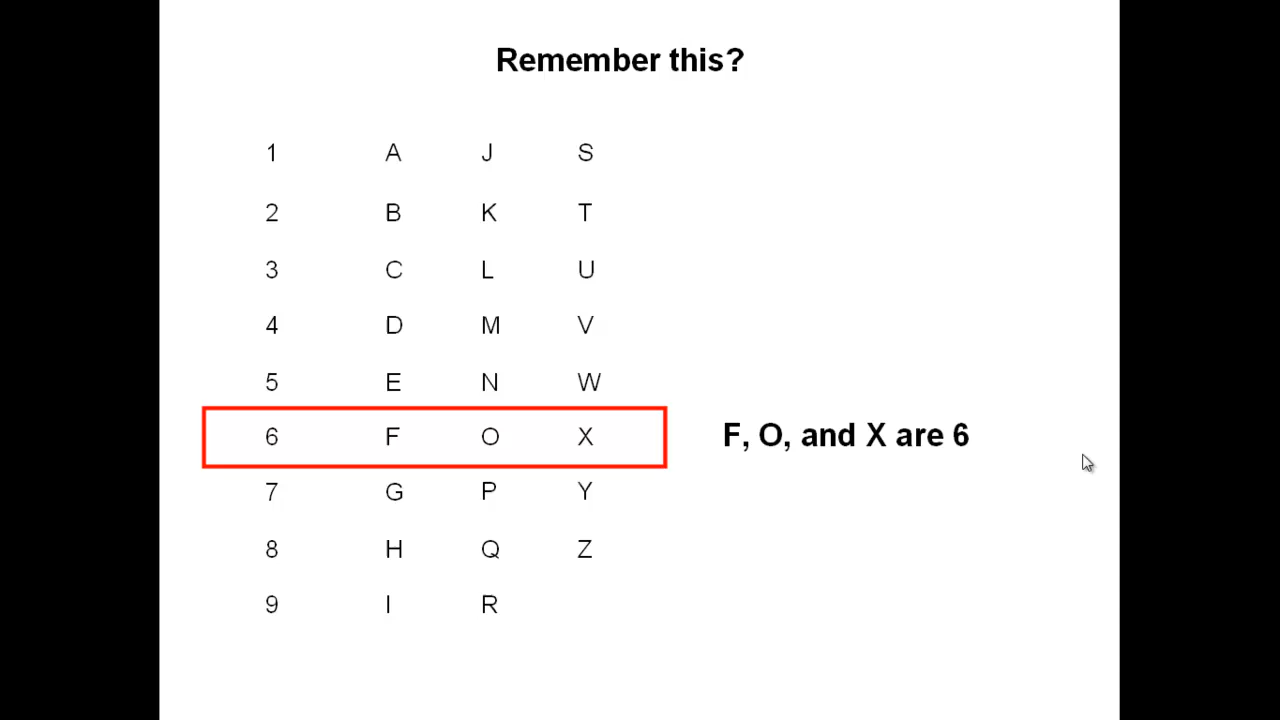 Remember this?
1 A J S
2 B K T
3 C L U
4 D M V
5 E N W
6 F O X F, O, and X are 6
7 G P Y
8 H Q Z
9 I R